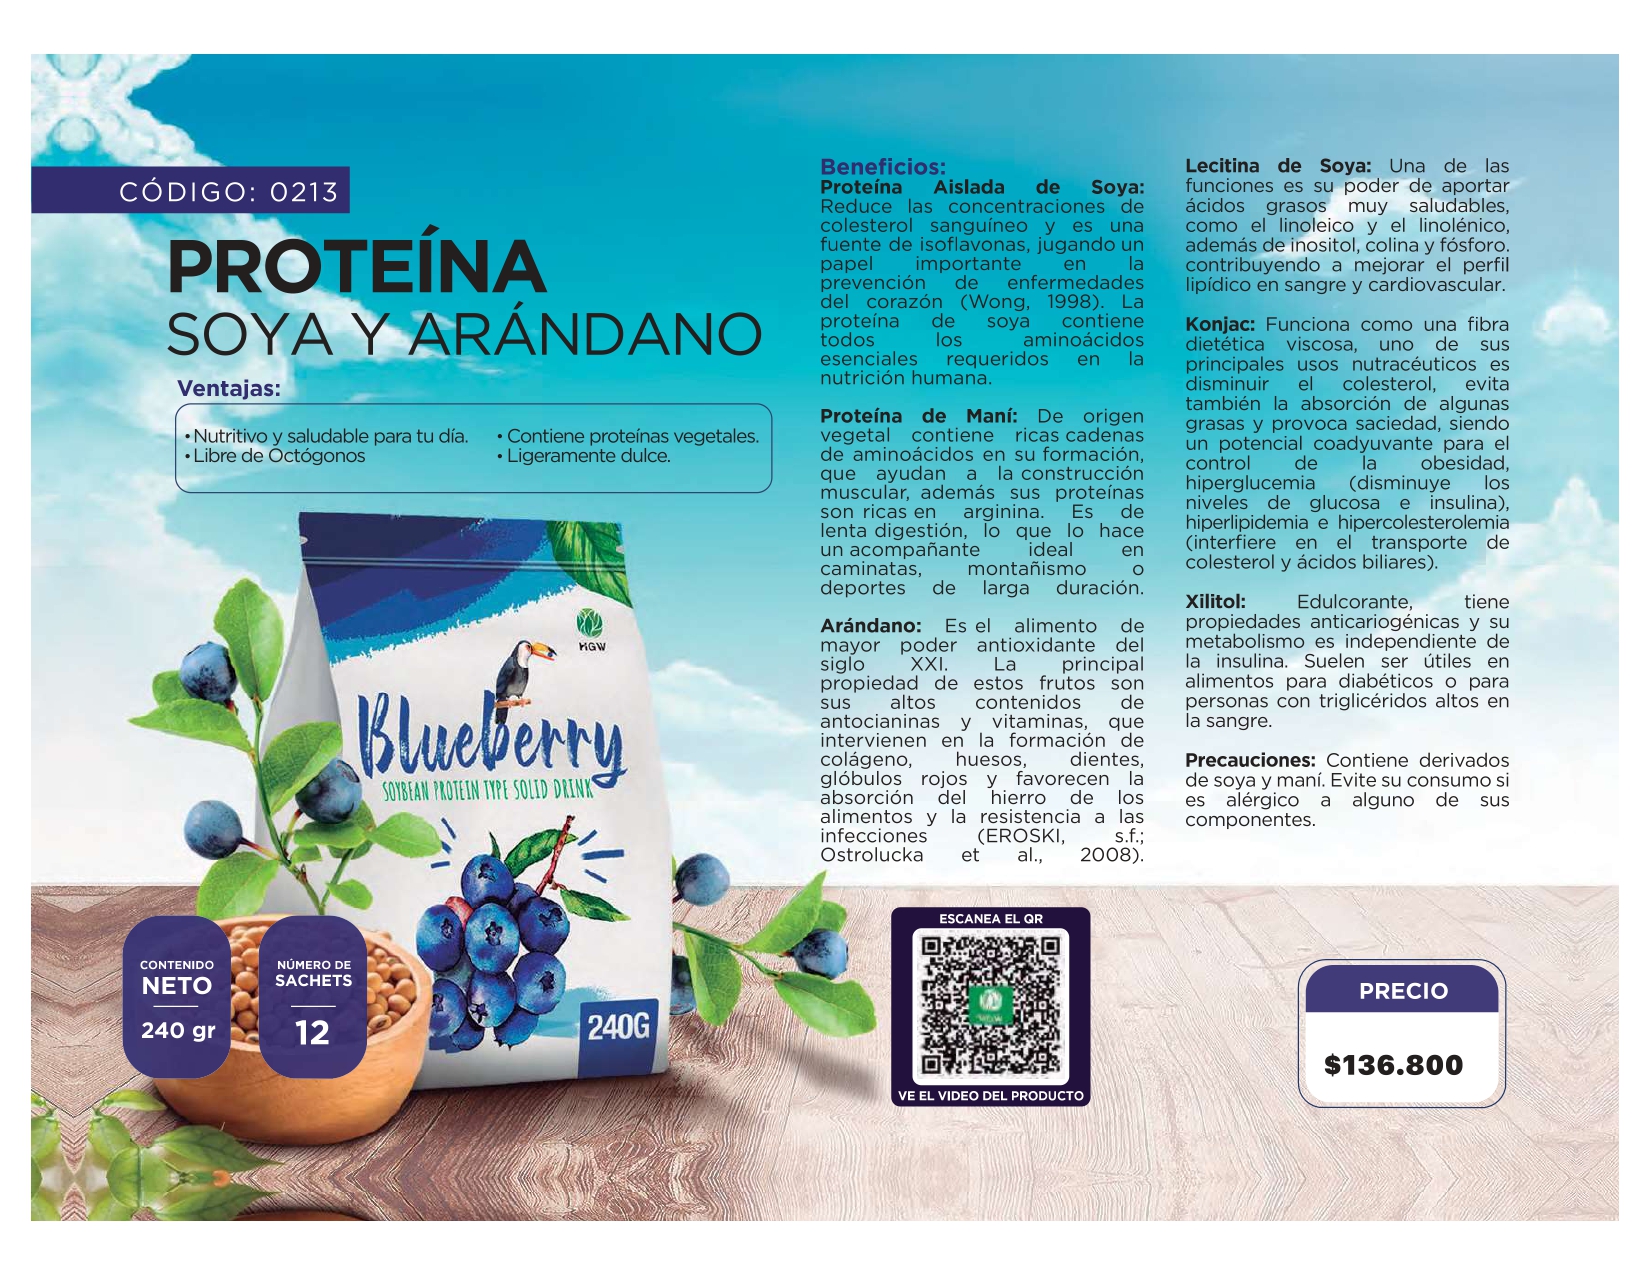 CÓDIGO: 0213
PROTEÍNA
SOYA Y ARÁNDANO
Ventajas:
• Nutritivo y saludable para tu día.
• Libre de Octógonos
• Contiene proteínas vegetales.
• Ligeramente dulce.
HGW
Blueberry
SOYBEAN PROTEIN TYPE SOLID DRINK
240G
CONTENIDO
NETO
240 gr
NÚMERO DE
SACHETS
12
Beneficios:
Proteína Aislada de Soya:
Reduce las concentraciones de
colesterol sanguíneo y es una
fuente de isoflavonas, jugando un
papel importante en la
prevención de enfermedades
del corazón (Wong, 1998). La
proteína de soya contiene
todos los aminoácidos
esenciales requeridos en la
nutrición humana.
Proteína de Maní: De origen
vegetal contiene ricas cadenas
de aminoácidos en su formación,
que ayudan a la construcción
muscular, además sus proteínas
son ricas en arginina. Es de
lenta digestión, lo que lo hace
un acompañante ideal en
caminatas, montañismo o
deportes de larga duración.
Arándano: Es el alimento de
mayor poder antioxidante del
siglo XXI. La principal
propiedad de estos frutos son
sus altos contenidos de
antocianinas y vitaminas, que
intervienen en la formación de
colágeno, huesos, dientes,
glóbulos rojos y favorecen la
absorción del hierro de los
alimentos y la resistencia a las
infecciones (EROSKI, s.f.;
Ostrolucka et al., 2008).
Lecitina de Soya: Una de las
funciones es su poder de aportar
ácidos grasos muy saludables,
como el linoleico y el linolénico,
además de inositol, colina y fósforo.
contribuyendo a mejorar el perfil
lipídico en sangre y cardiovascular.
Konjac: Funciona como una fibra
dietética viscosa, uno de sus
principales usos nutracéuticos es
disminuir el colesterol, evita
también la absorción de algunas
grasas y provoca saciedad, siendo
un potencial coadyuvante para el
control de la obesidad,
hiperglucemia (disminuye los
niveles de glucosa e insulina),
hiperlipidemia e hipercolesterolemia
(interfiere en el transporte de
colesterol y ácidos biliares).
Xilitol: Edulcorante, tiene
propiedades anticariogénicas y su
metabolismo es independiente de
la insulina. Suelen ser útiles en
alimentos para diabéticos o para
personas con triglicéridos altos en
la sangre.
Precauciones: Contiene derivados
de soya y maní. Evite su consumo si
es alérgico a alguno de sus
componentes.
ESCANEA EL QR
HGW
VE EL VIDEO DEL PRODUCTO
PRECIO
$136.800